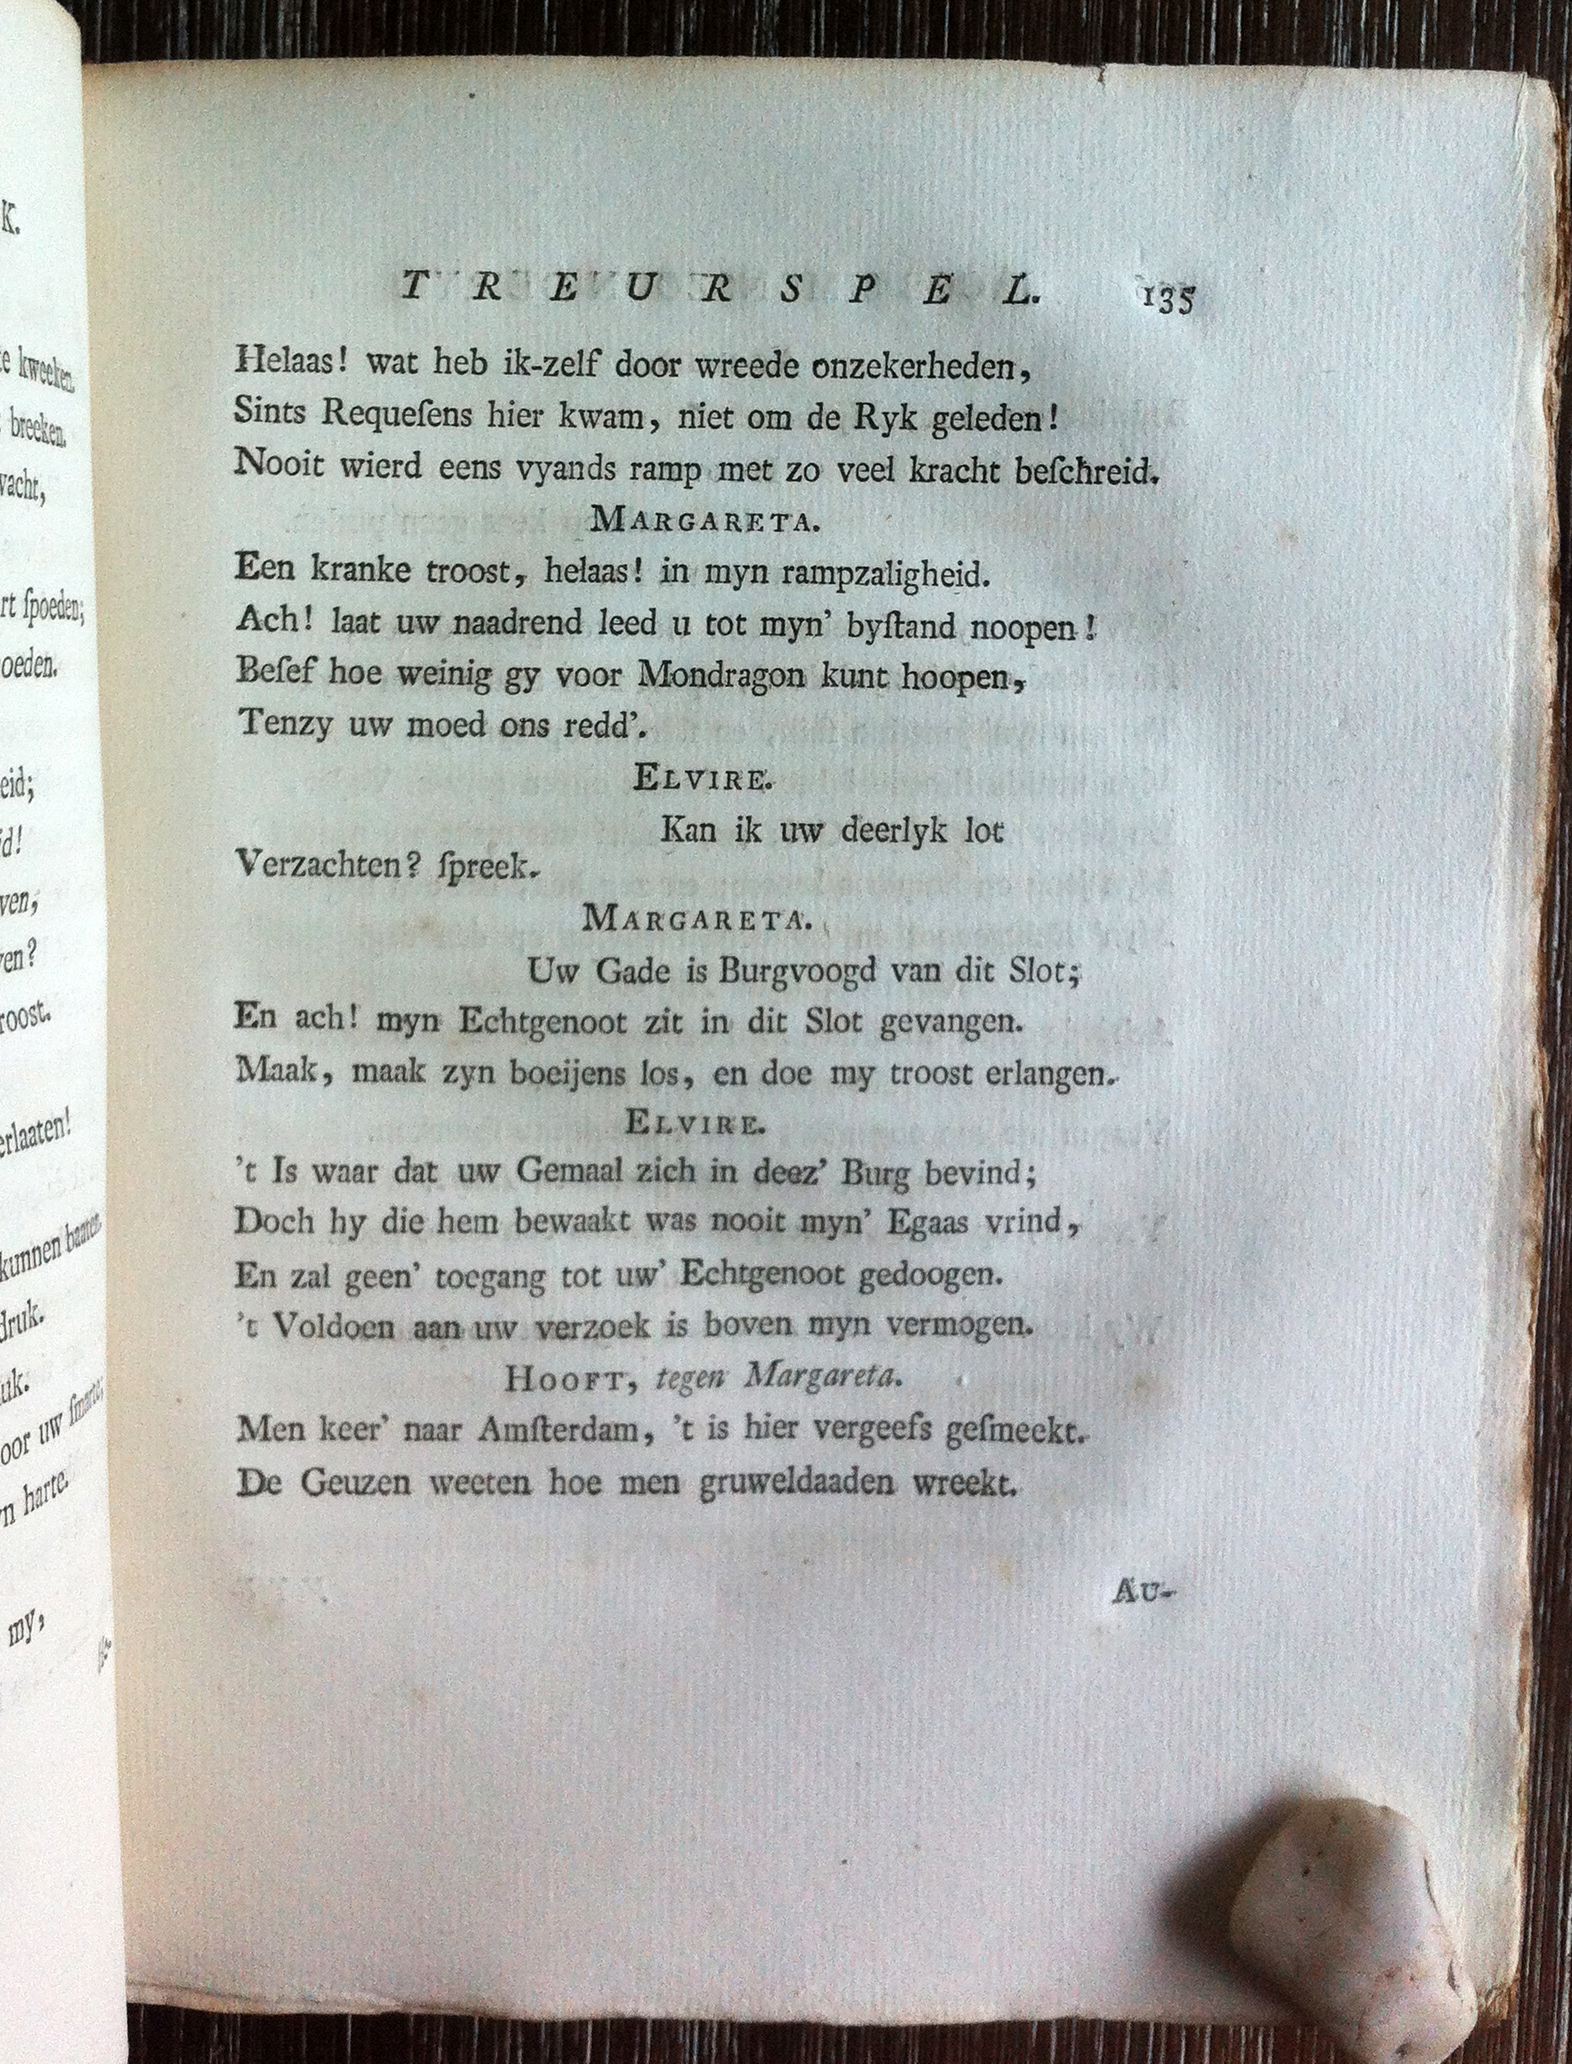 K.
kweeken.
breeken.
wacht,
ſpoeden;
oeden.
eid;
ven?
troost.
erlaaten!
kunnen baaten.
druk.
oor uw ſmarte;
harte.
my,
TREURSPEL. 135
Helaas! wat heb ik-zelf door wreede onzekerheden,
Sints Requeſens hier kwam, niet om de Ryk geleden!
Nooit wierd eens vyands ramp met zo veel kracht beſchreid.
MARGARETA.
Een kranke troost, helaas! in myn rampzaligheid.
Ach! laat uw naadrend leed u tot myn' byſtand noopen!
Beſef hoe weinig gy voor Mondragon kunt hoopen,
Tenzy uw moed ons redd'.
ELVIRE.
Kan ik uw deerlyk lot
Verzachten? ſpreek.
MARGARETA.
Uw Gade is Burgvoogd van dit Slot;
En ach! myn Echtgenoot zit in dit Slot gevangen.
Maak, maak zyn boeijens los, en doe my troost erlangen.
ELVIRE.
't Is waar dat uw Gemaal zich in deez' Burg bevind;
Doch hy die hem bewaakt was nooit myn' Egaas vrind,
En zal geen' toegang tot uw' Echtgenoot gedoogen.
't Voldoen aan uw verzoek is boven myn vermogen.
HOOFT, tegen Margareta.
Men keer' naar Amſterdam, 't is hier vergeefs geſmeekt.
De Geuzen weeten hoe men gruweldaaden wreekt.
AU-